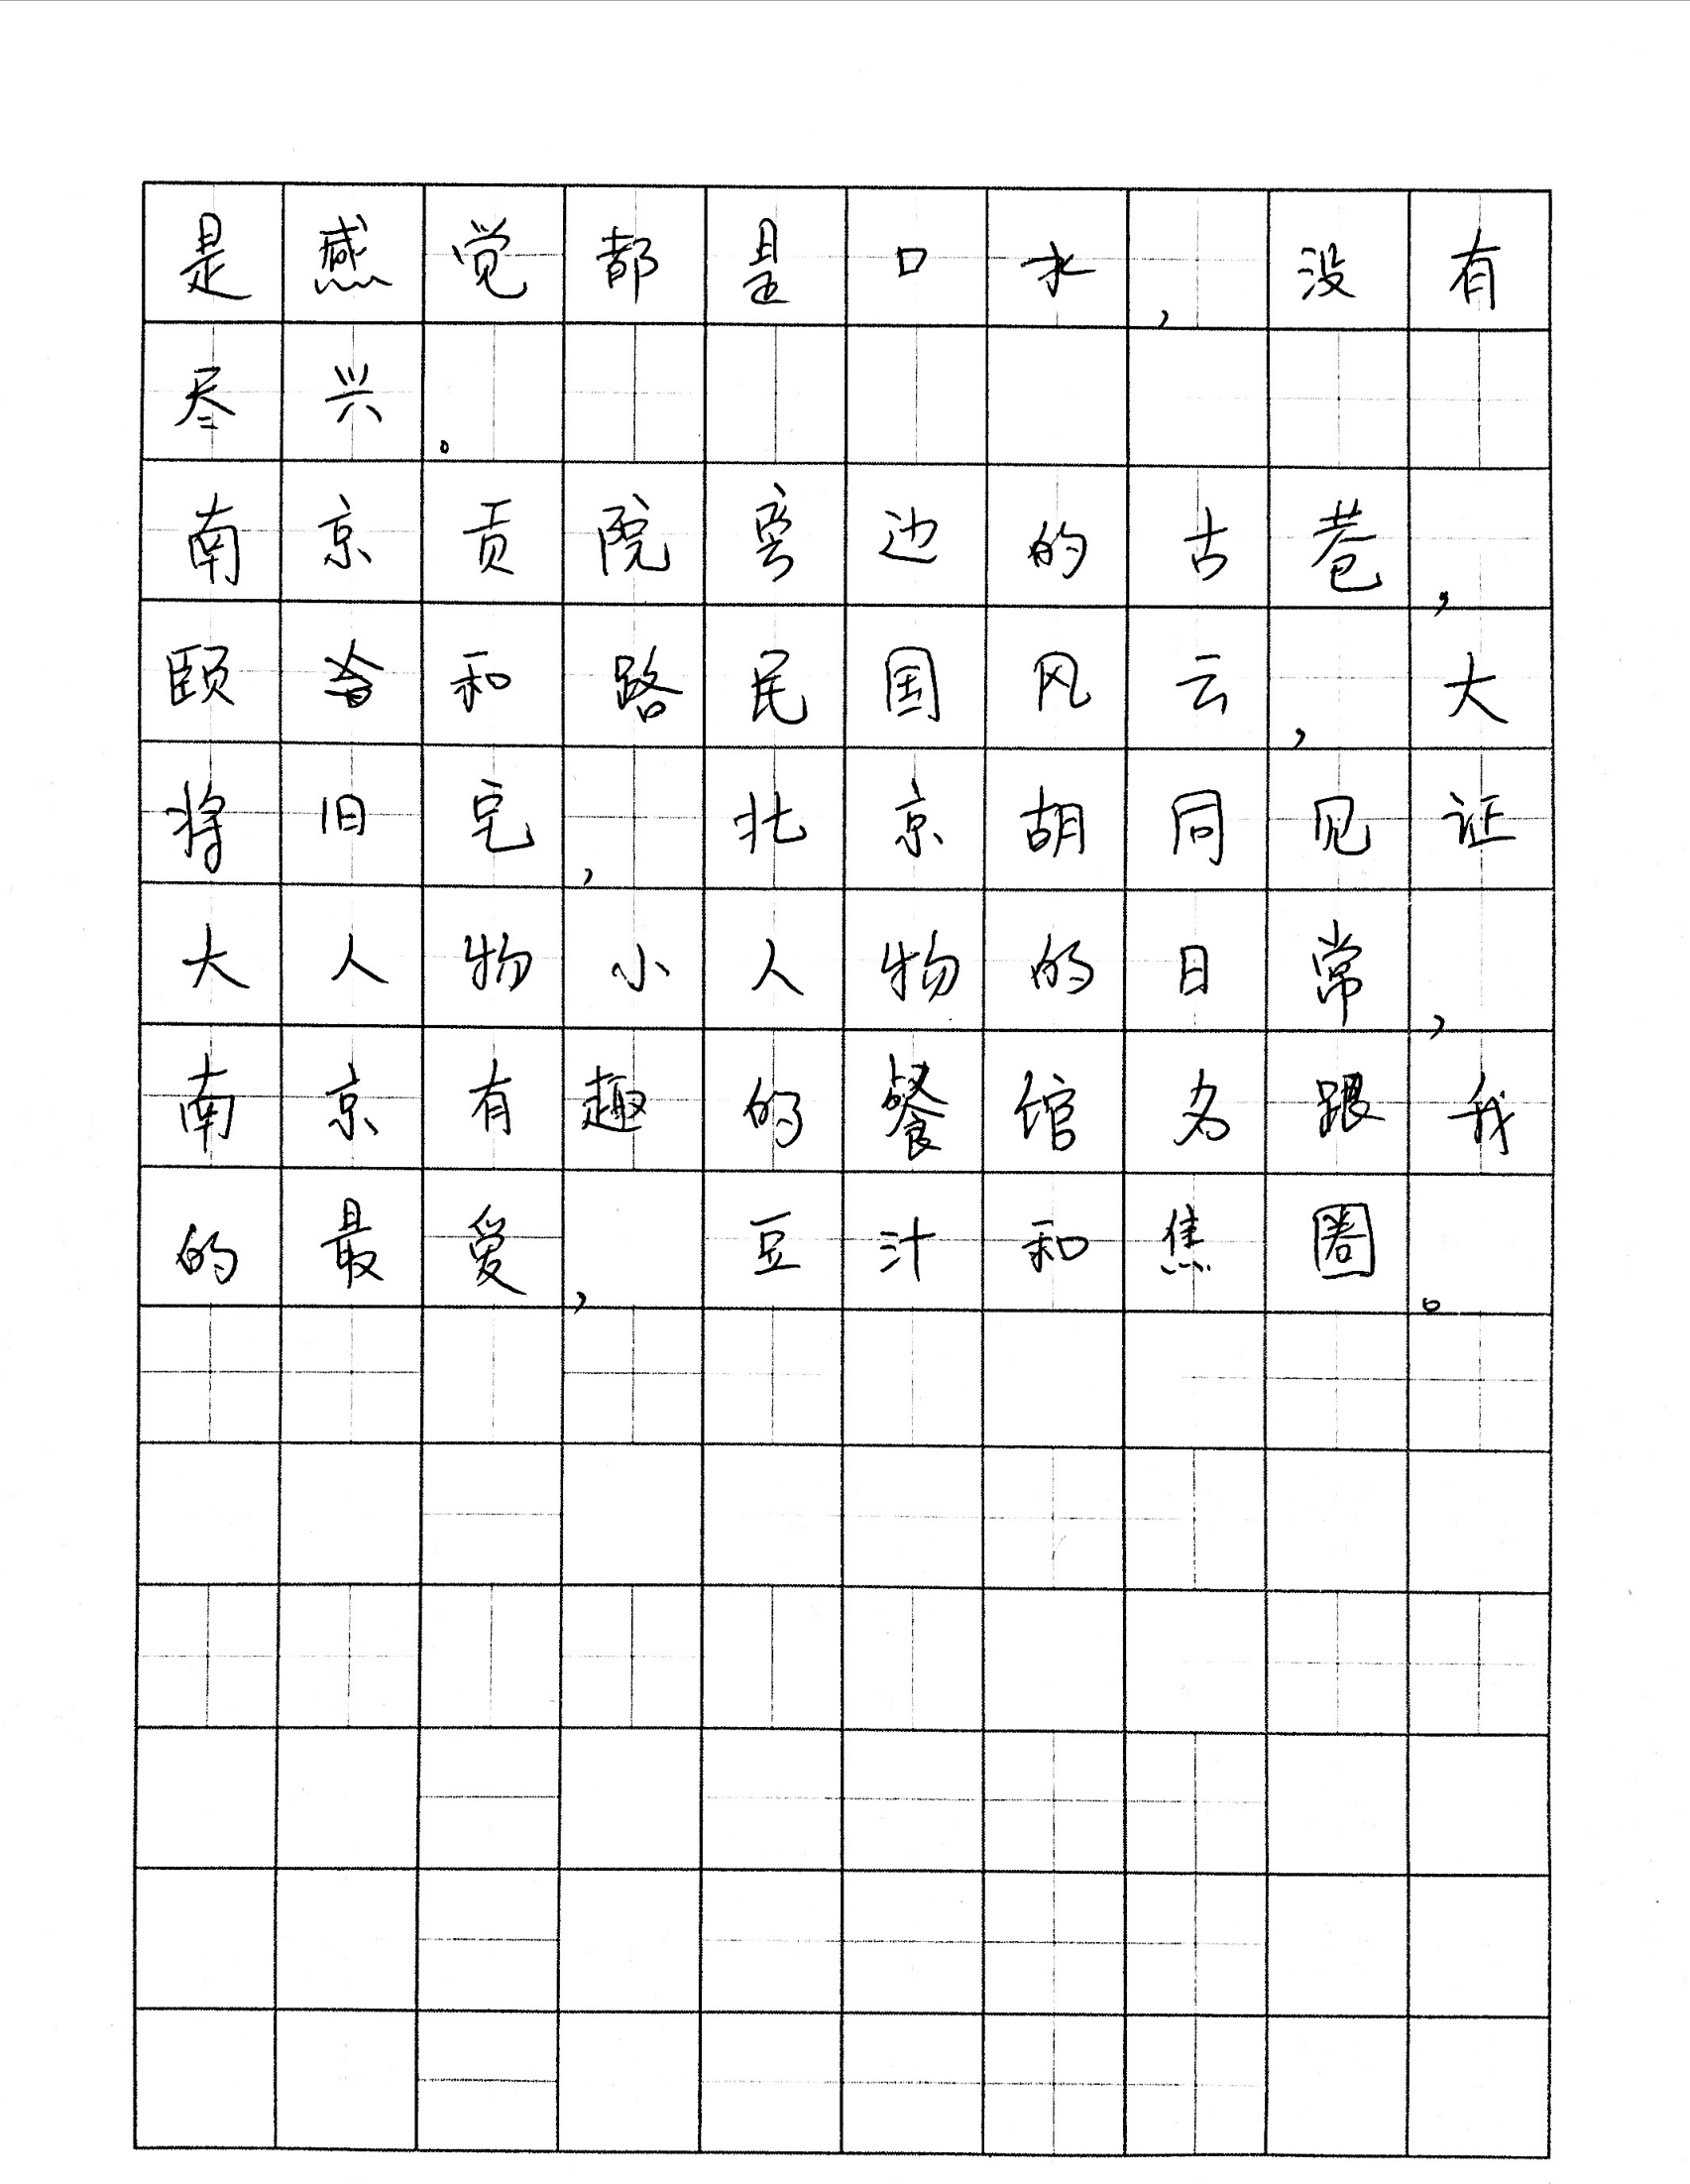 是感觉都是口水，没有
尽兴。
南京贡院旁边的古巷，
颐和路民国风云，大
将旧宅，北京胡同见证
大人物小人物的日常，
南京有趣的餐馆名跟我
的最爱，豆汁和焦圈。